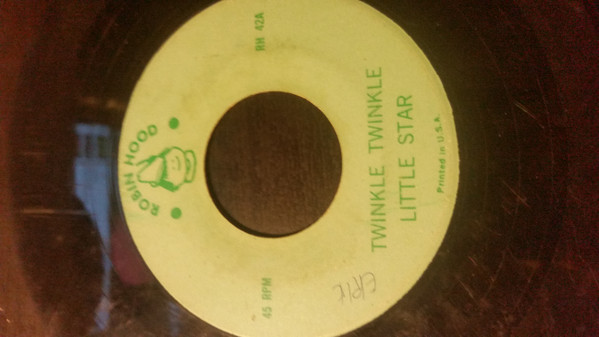 ROBIN HOOD
45 RPM
RH 42A
TWINKLE TWINKLE
LITTLE STAR
Printed in U.S.A.